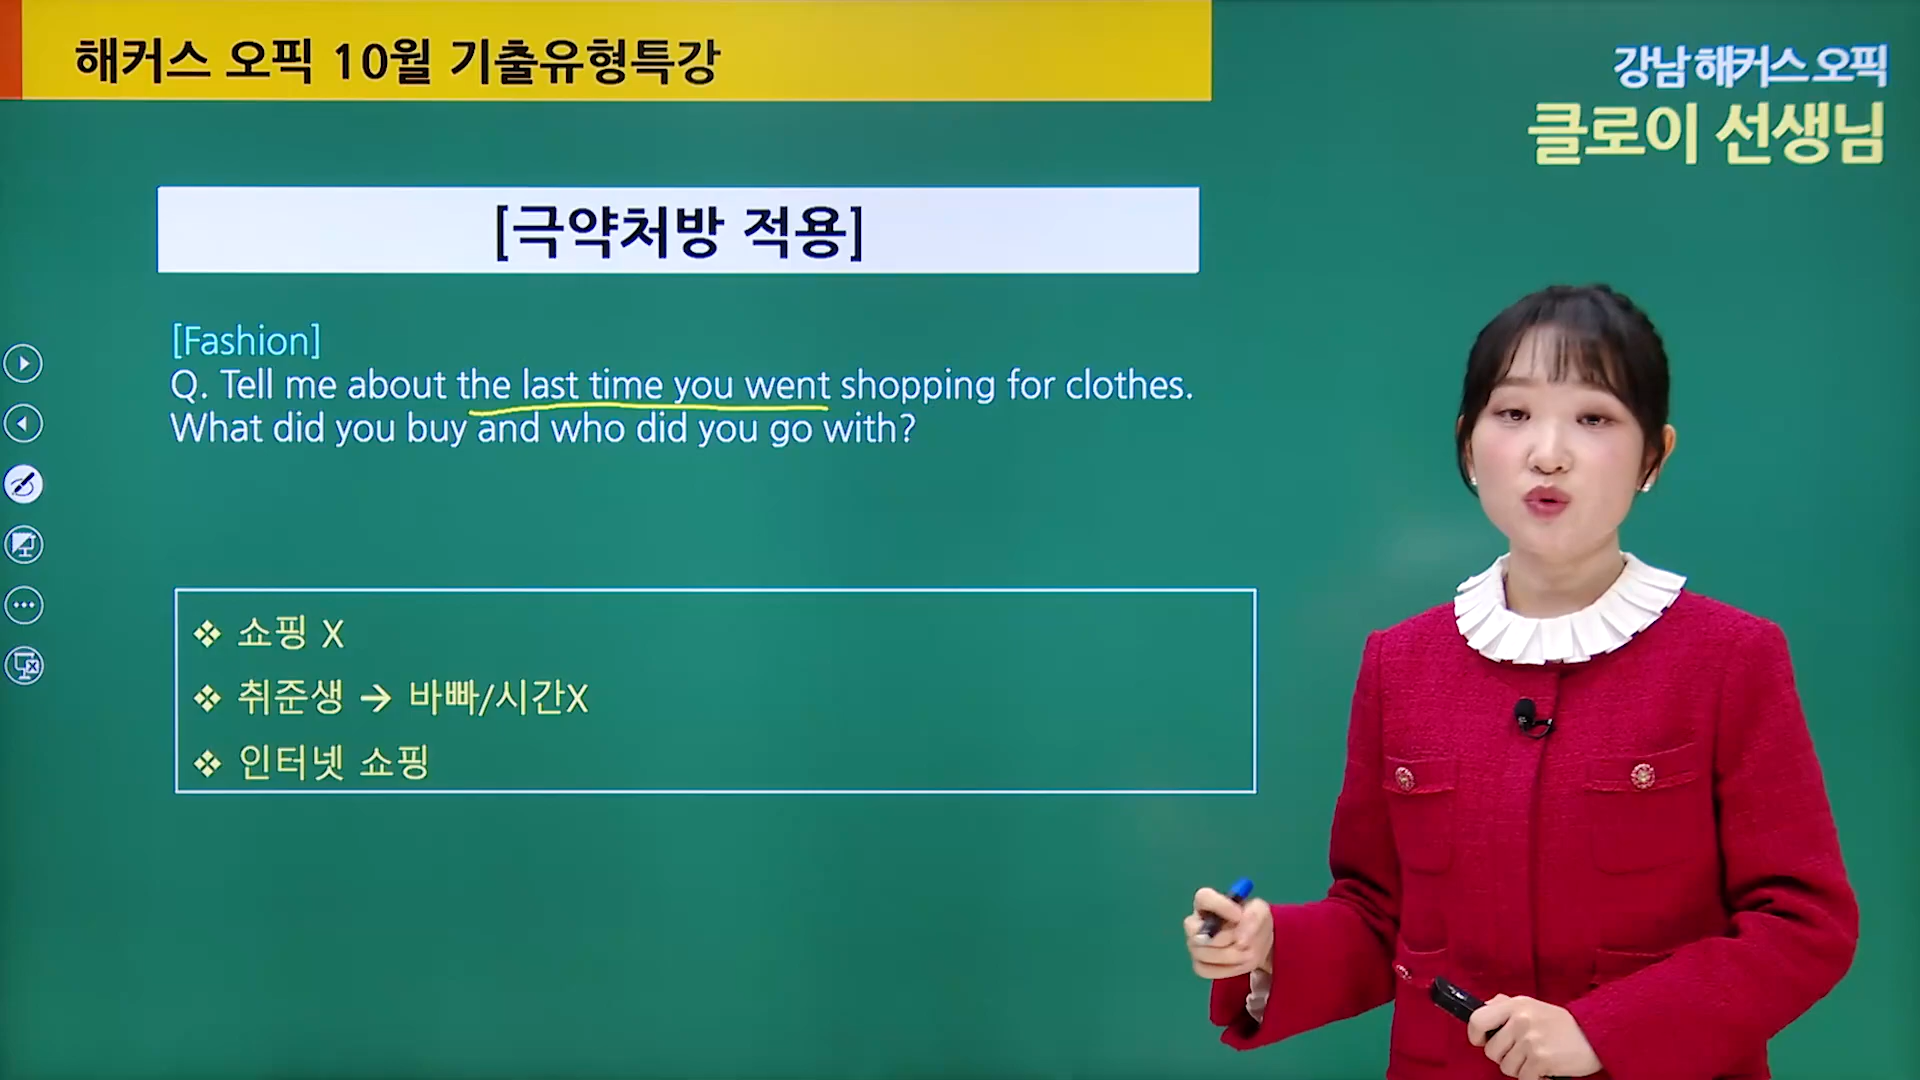 해커스 오픽 10월 기출유형특강
강남 해커스 오픽
클로이 선생님
[극약처방 적용]
[Fashion]
Q. Tell me about the last time you went shopping for clothes.
What did you buy and who did you go with?
❖ 쇼핑 X
❖ 취준생 → 바빠/시간X
❖ 인터넷 쇼핑